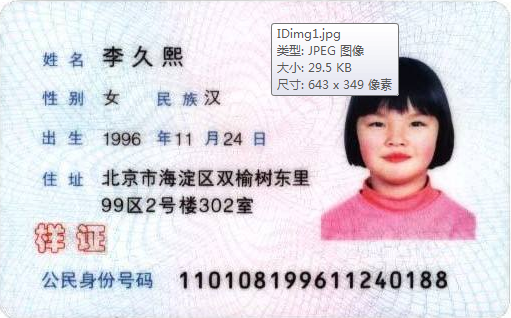 姓名 李久熙
IDimg1.jpg
类型: JPEG 图像
大小: 29.5 KB
尺寸: 643 x 349 像素
性别 女 民族 汉
出生 1996 年 11 月 24 日
住址 北京市海淀区双榆树东里
99区2号楼302室
样证
公民身份号码 110108199611240188